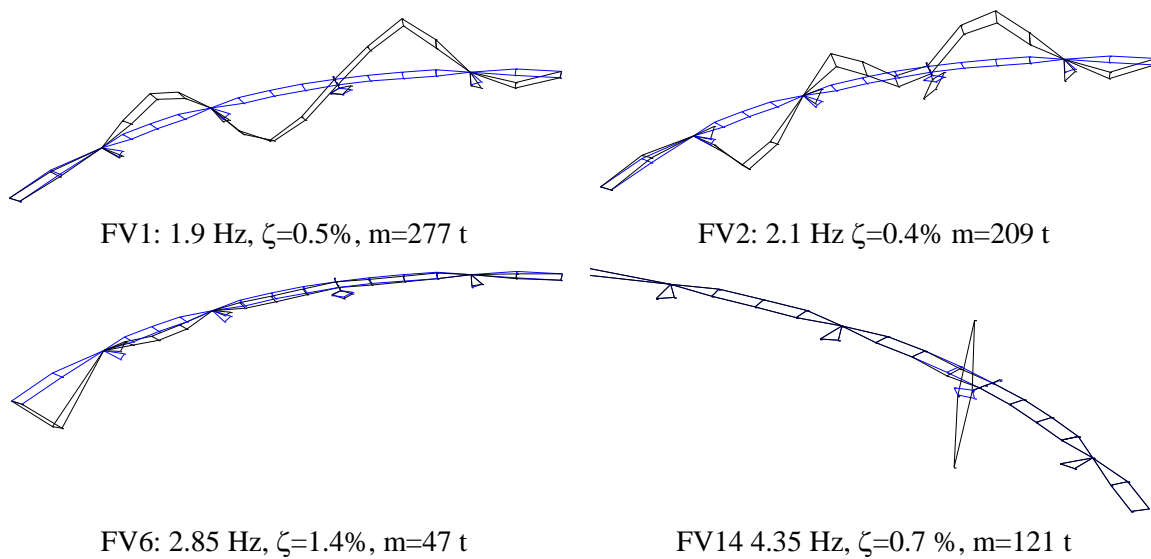 FV1: 1.9 Hz, ζ=0.5%, m=277 t
FV2: 2.1 Hz ζ=0.4% m=209 t
FV6: 2.85 Hz, ζ=1.4%, m=47 t
FV14 4.35 Hz, ζ=0.7 %, m=121 t